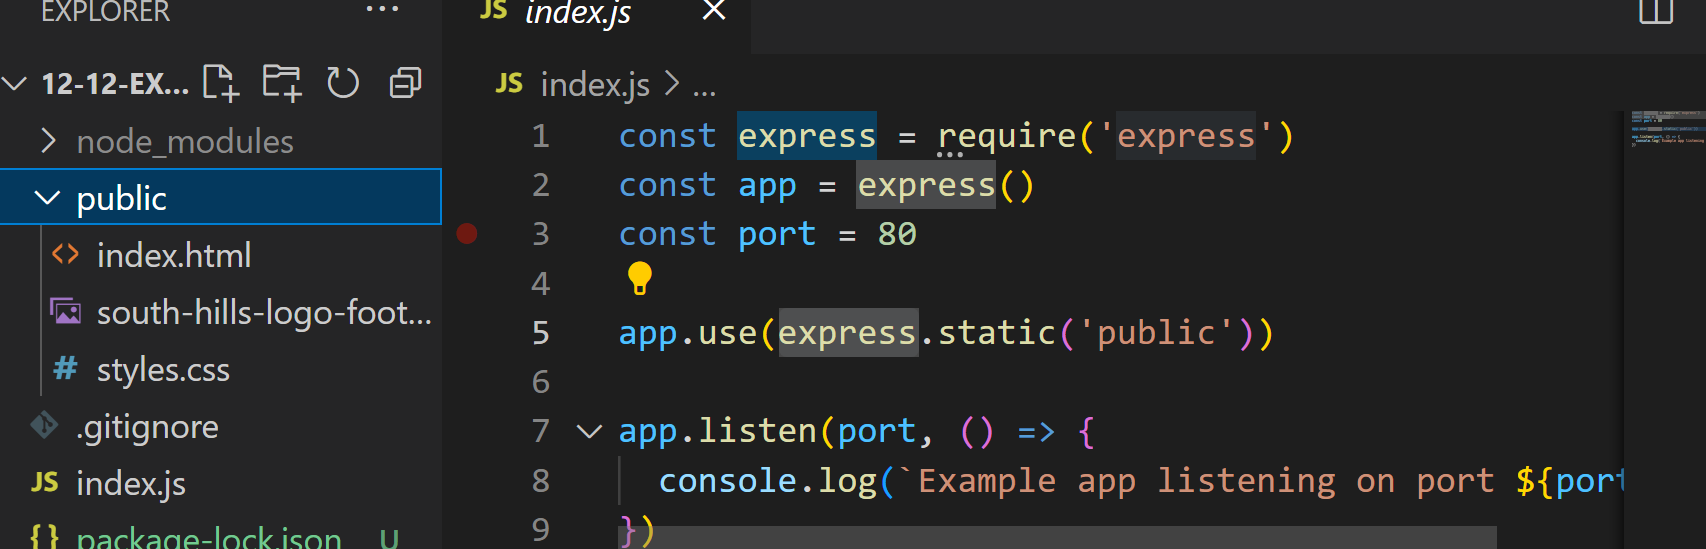 EXPLORER
...
12-12-EX...
node_modules
public
index.html
south-hills-logo-foot...
# styles.css
.gitignore
JS index.js
{} package-lock.json U
JS index.js
JS index.js > ...
1 const express = require('express')
2 const app = express()
3 const port = 80
4
5 app.use(express.static('public'))
6
7 app.listen(port, () => {
8 console.log(`Example app listening on port ${port
9 })